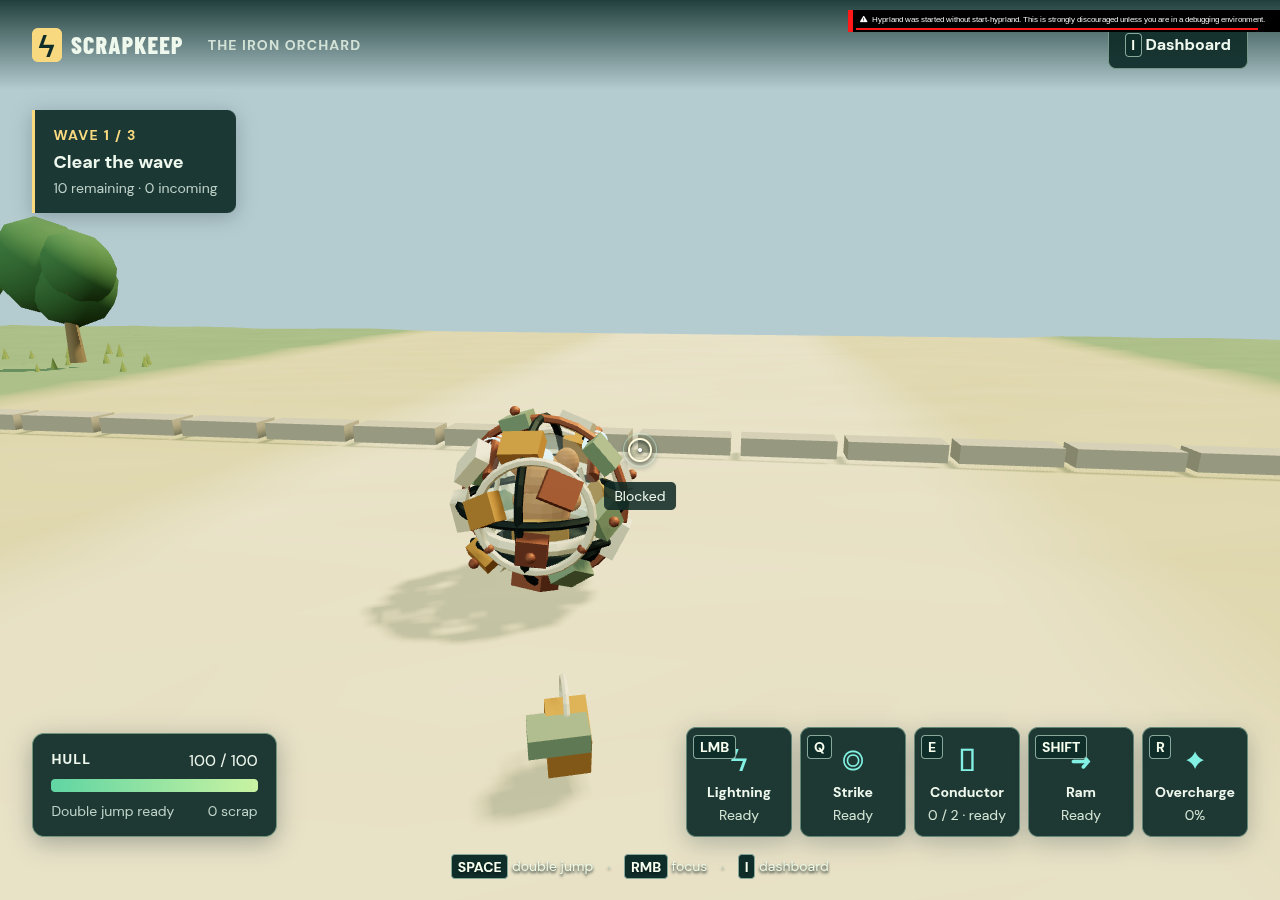 Hyprland was started without start-hyprland. This is strongly discouraged unless you are in a debugging environment.
SCRAPKEEP THE IRON ORCHARD
I Dashboard
WAVE 1 / 3
Clear the wave
10 remaining · 0 incoming
Blocked
HULL 100 / 100
Double jump ready 0 scrap
LMB
Lightning
Ready
Q
Strike
Ready
E
Conductor
0 / 2 · ready
SHIFT
Ram
Ready
R
Overcharge
0%
SPACE double jump · RMB focus · I dashboard